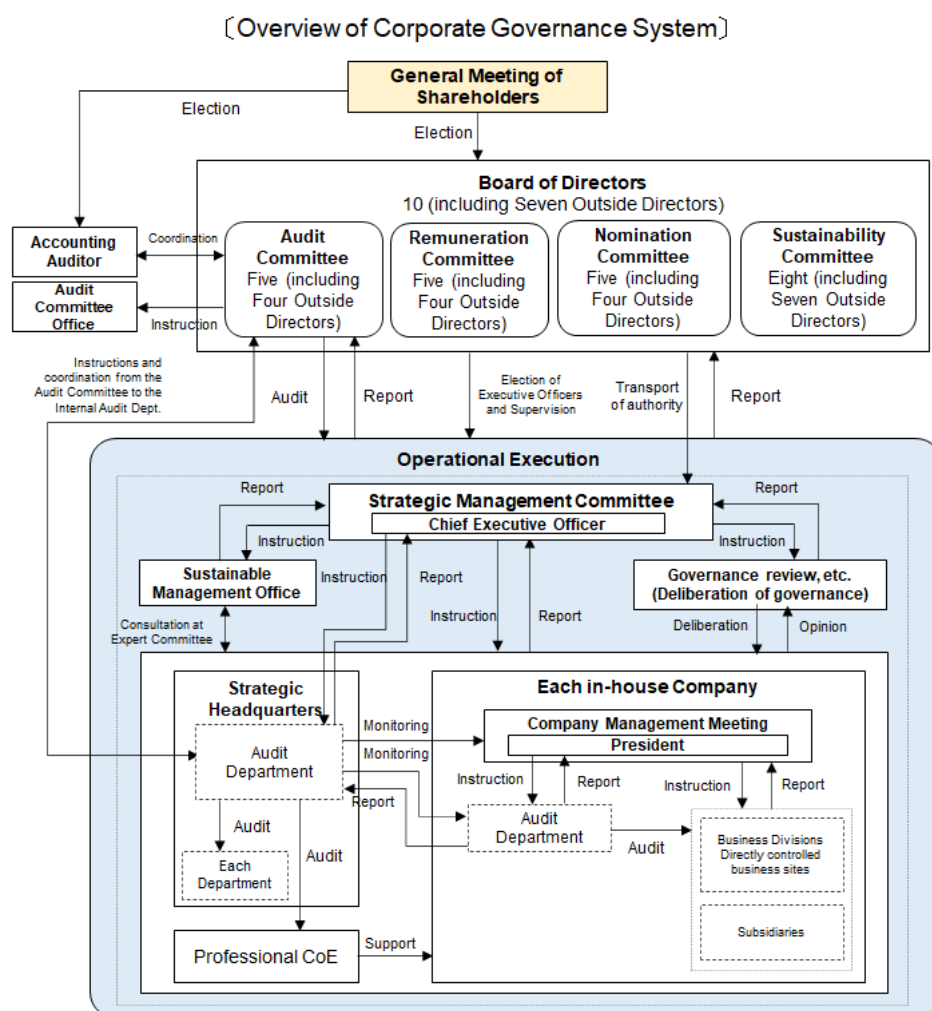 〔Overview of Corporate Governance System〕
General Meeting of
Shareholders
Election
Election
Board of Directors
10 (including Seven Outside Directors)
Accounting
Auditor
Coordination
Audit
Committee
Five (including
Four Outside
Directors)
Remuneration
Committee
Five (including
Four Outside
Directors)
Nomination
Committee
Five (including
Four Outside
Directors)
Sustainability
Committee
Eight (including
Seven Outside
Directors)
Audit
Committee
Office
Instruction
Instructions and
coordination from the
Audit Committee to the
Internal Audit Dept.
Audit
Report
Election of
Executive Officers
and Supervision
Transport
of authority
Report
Operational Execution
Report
Strategic Management Committee
Chief Executive Officer
Report
Instruction
Instruction
Sustainable
Management Office
Instruction
Report
Governance review, etc.
(Deliberation of governance)
Consultation at
Expert Committee
Instruction
Report
Deliberation
Opinion
Strategic
Headquarters
Each in-house Company
Audit
Department
Monitoring
Monitoring
Report
Company Management Meeting
President
Instruction
Report
Instruction
Report
Audit
Department
Audit
Business Divisions
Directly controlled
business sites
Subsidiaries
Audit
Each
Department
Audit
Professional CoE
Support